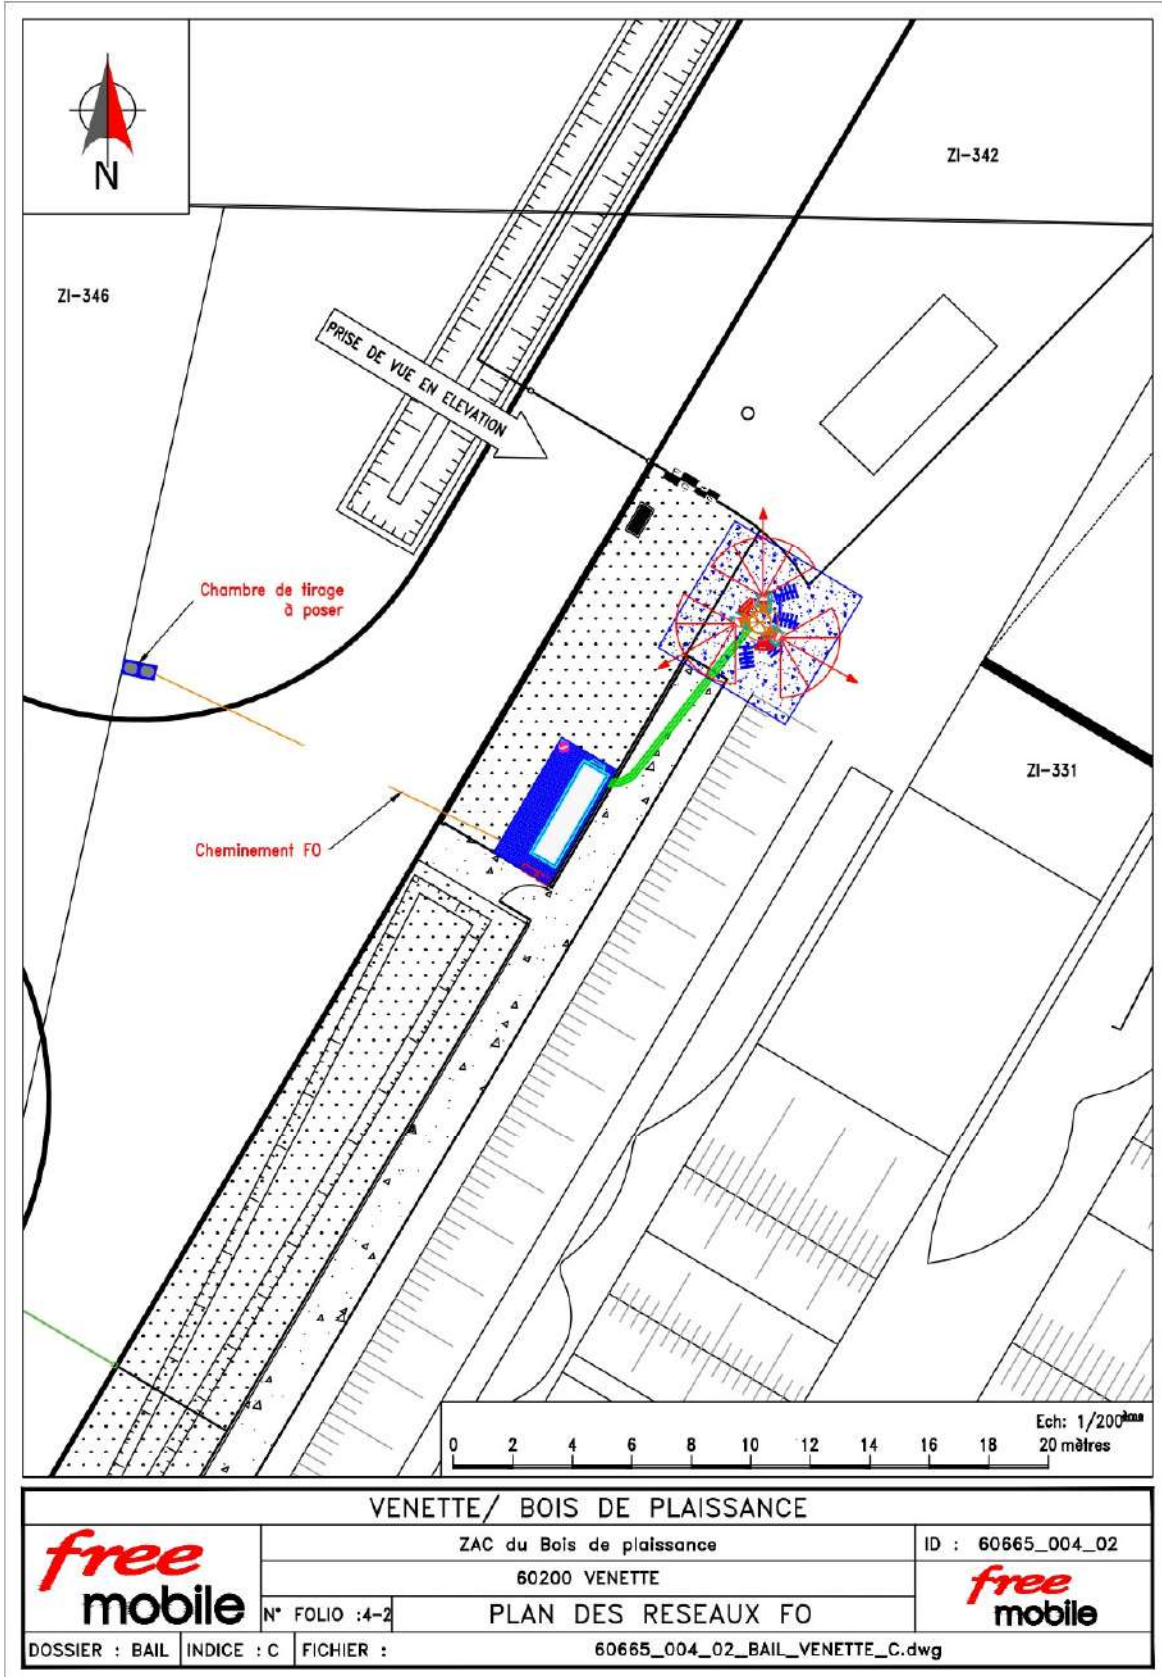 N
ZI-342
ZI-346
PRISE DE VUE EN ELEVATION
Chambre de tirage
à poser
ZI-331
Cheminement FO
Ech: 1/200ème
0 2 4 6 8 10 12 14 16 18 20 mètres
VENETTE/ BOIS DE PLAISSANCE
free
mobile
ZAC du Bois de plaissance
ID : 60665_004_02
60200 VENETTE
free
mobile
N° FOLIO :4-2
PLAN DES RESEAUX FO
DOSSIER : BAIL
INDICE : C
FICHIER :
60665_004_02_BAIL_VENETTE_C.dwg